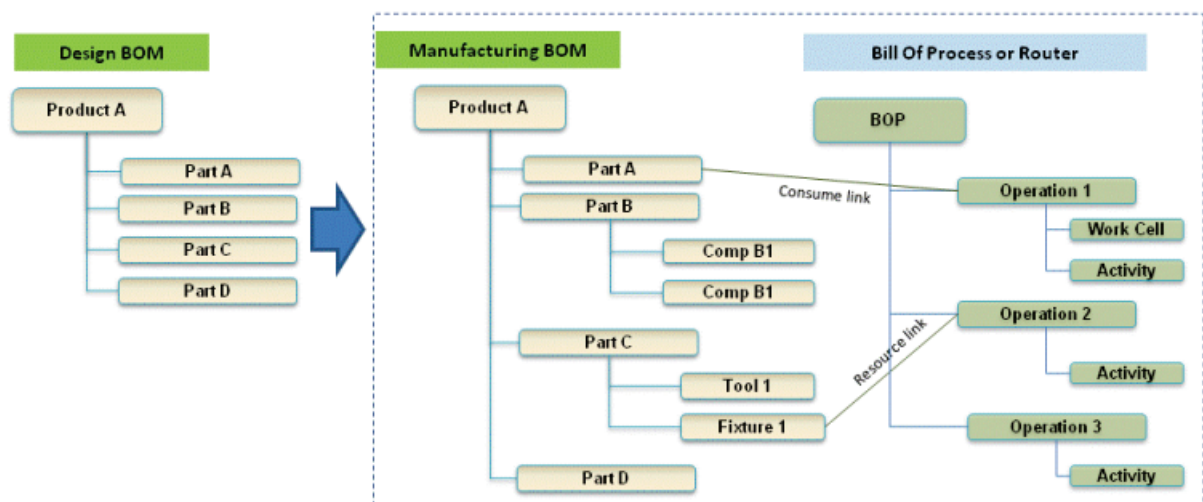 Design BOM
Product A
Part A
Part B
Part C
Part D
Manufacturing BOM
Product A
Part A
Part B
Comp B1
Comp B1
Part C
Tool 1
Fixture 1
Part D
Consume link
Resource link
Bill Of Process or Router
BOP
Operation 1
Work Cell
Activity
Operation 2
Activity
Operation 3
Activity